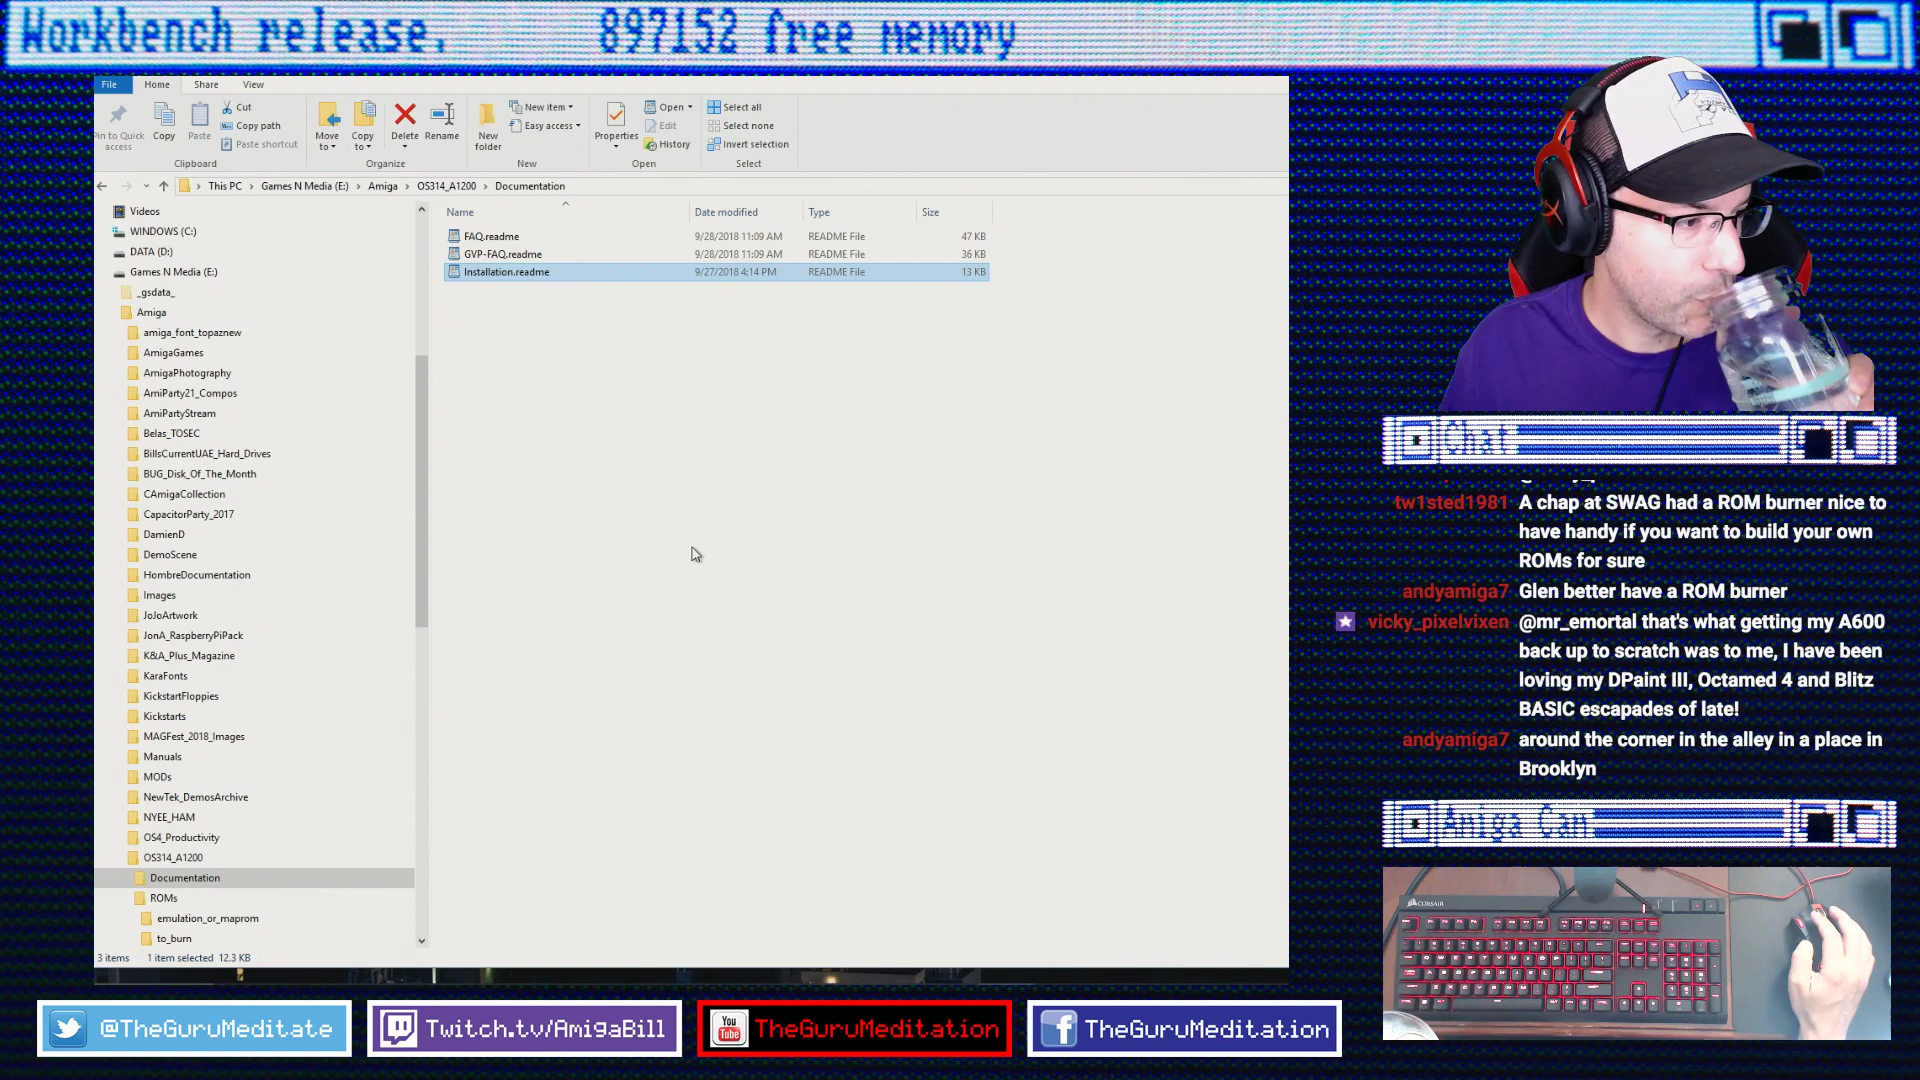 Workbench release. 897152 free memory
File Home Share View
Pin to Quick access
Copy
Paste
Cut
Copy path
Paste shortcut
Move to
Copy to
Delete
Rename
New folder
New item
Easy access
Properties
Open
Edit
History
Select all
Select none
Invert selection
Clipboard Organize New Open Select
This PC > Games N Media (E:) > Amiga > OS314_A1200 > Documentation
Name Date modified Type Size
FAQ.readme 9/28/2018 11:09 AM README File 47 KB
GVP-FAQ.readme 9/28/2018 11:09 AM README File 36 KB
Installation.readme 9/27/2018 4:14 PM README File 13 KB
Videos
WINDOWS (C:)
DATA (D:)
Games N Media (E:)
_gsdata_
Amiga
amiga_font_topaznew
AmigaGames
AmigaPhotography
AmiParty21_Compos
AmiPartyStream
Belas_TOSEC
BillsCurrentUAE_Hard_Drives
BUG_Disk_Of_The_Month
CAmigaCollection
CapacitorParty_2017
DamienD
DemoScene
HombreDocumentation
Images
JoJoArtwork
JonA_RaspberryPiPack
K&A_Plus_Magazine
KaraFonts
KickstartFloppies
Kickstarts
MAGFest_2018_Images
Manuals
MODs
NewTek_DemosArchive
NYEE_HAM
OS4_Productivity
OS314_A1200
Documentation
ROMs
emulation_or_maprom
to_burn
3 items 1 item selected 12.3 KB
Chat
tw1sted1981 A chap at SWAG had a ROM burner nice to
have handy if you want to build your own
ROMs for sure
andyamiga7 Glen better have a ROM burner
vicky_pixelvixen @mr_emortal that's what getting my A600
back up to scratch was to me, I have been
loving my DPaint III, Octamed 4 and Blitz
BASIC escapades of late!
andyamiga7 around the corner in the alley in a place in
Brooklyn
Amiga Cam
CORSAIR
@TheGuruMeditate
Twitch.tv/AmigaBill
You Tube
TheGuruMeditation
TheGuruMeditation